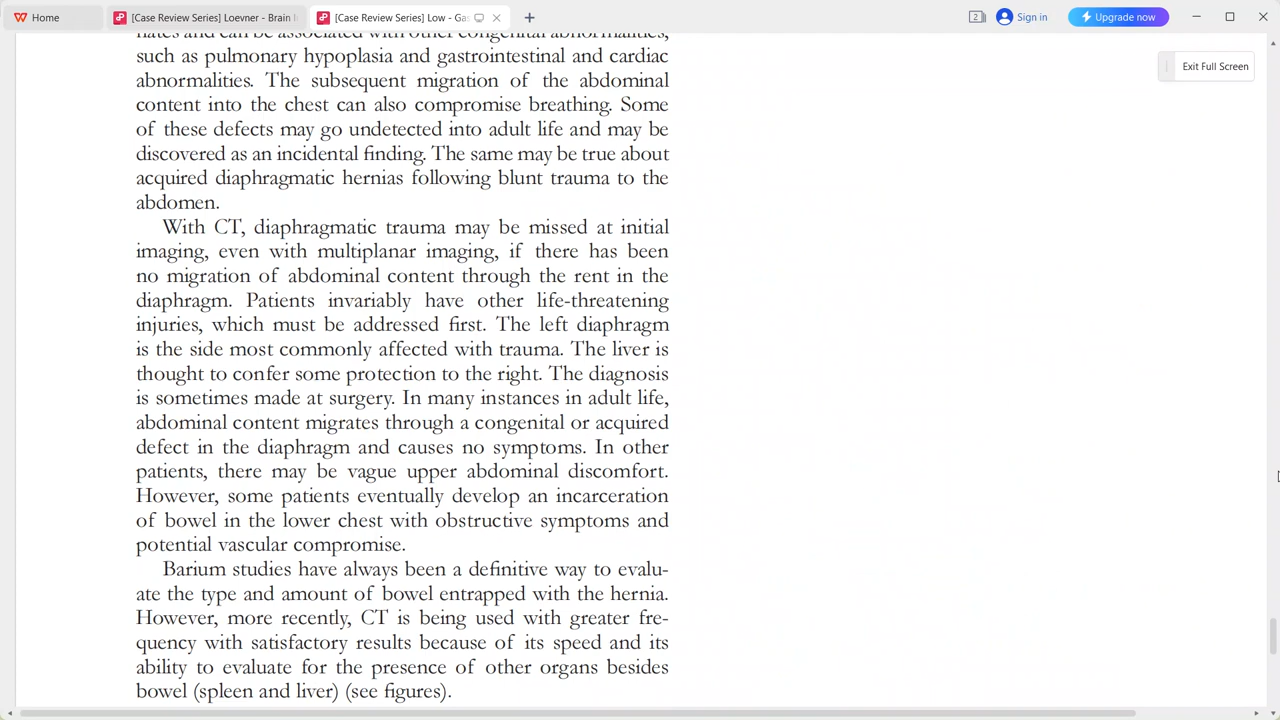 Home
[Case Review Series] Loevner - Brain
[Case Review Series] Low - Gas
2
Sign in
Upgrade now
Exit Full Screen
nates and can be associated with other congenital abnormalities,
such as pulmonary hypoplasia and gastrointestinal and cardiac
abnormalities. The subsequent migration of the abdominal
content into the chest can also compromise breathing. Some
of these defects may go undetected into adult life and may be
discovered as an incidental finding. The same may be true about
acquired diaphragmatic hernias following blunt trauma to the
abdomen.
With CT, diaphragmatic trauma may be missed at initial
imaging, even with multiplanar imaging, if there has been
no migration of abdominal content through the rent in the
diaphragm. Patients invariably have other life-threatening
injuries, which must be addressed first. The left diaphragm
is the side most commonly affected with trauma. The liver is
thought to confer some protection to the right. The diagnosis
is sometimes made at surgery. In many instances in adult life,
abdominal content migrates through a congenital or acquired
defect in the diaphragm and causes no symptoms. In other
patients, there may be vague upper abdominal discomfort.
However, some patients eventually develop an incarceration
of bowel in the lower chest with obstructive symptoms and
potential vascular compromise.
Barium studies have always been a definitive way to evalu-
ate the type and amount of bowel entrapped with the hernia.
However, more recently, CT is being used with greater fre-
quency with satisfactory results because of its speed and its
ability to evaluate for the presence of other organs besides
bowel (spleen and liver) (see figures).